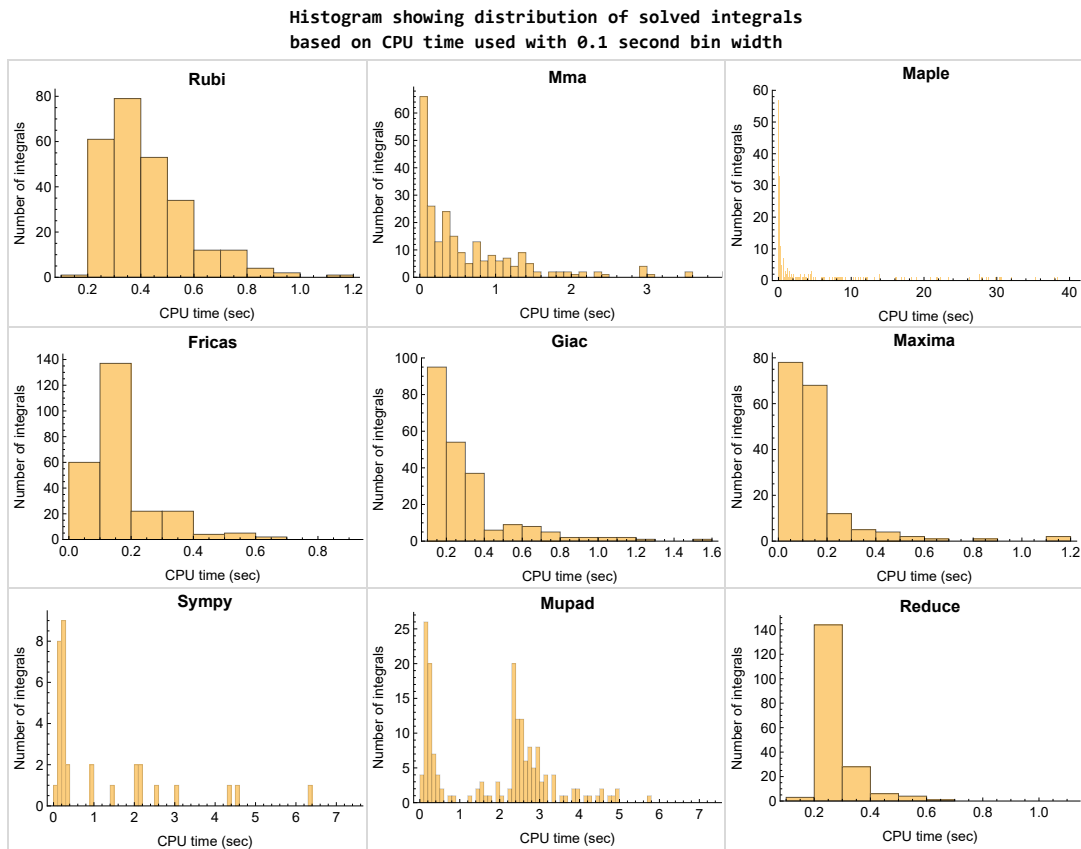 Histogram showing distribution of solved integrals
based on CPU time used with 0.1 second bin width
Rubi
Number of integrals
80
60
40
20
0
0.2 0.4 0.6 0.8 1.0 1.2
CPU time (sec)
Mma
Number of integrals
60
50
40
30
20
10
0
0 1 2 3
CPU time (sec)
Maple
Number of integrals
60
50
40
30
20
10
0
0 10 20 30 40
CPU time (sec)
Fricas
Number of integrals
140
120
100
80
60
40
20
0
0.0 0.2 0.4 0.6 0.8
CPU time (sec)
Giac
Number of integrals
100
80
60
40
20
0
0.2 0.4 0.6 0.8 1.0 1.2 1.4 1.6
CPU time (sec)
Maxima
Number of integrals
80
60
40
20
0
0.0 0.2 0.4 0.6 0.8 1.0 1.2
CPU time (sec)
Sympy
Number of integrals
8
6
4
2
0
0 1 2 3 4 5 6 7
CPU time (sec)
Mupad
Number of integrals
25
20
15
10
5
0
0 1 2 3 4 5 6 7
CPU time (sec)
Reduce
Number of integrals
140
120
100
80
60
40
20
0
0.2 0.4 0.6 0.8 1.0
CPU time (sec)